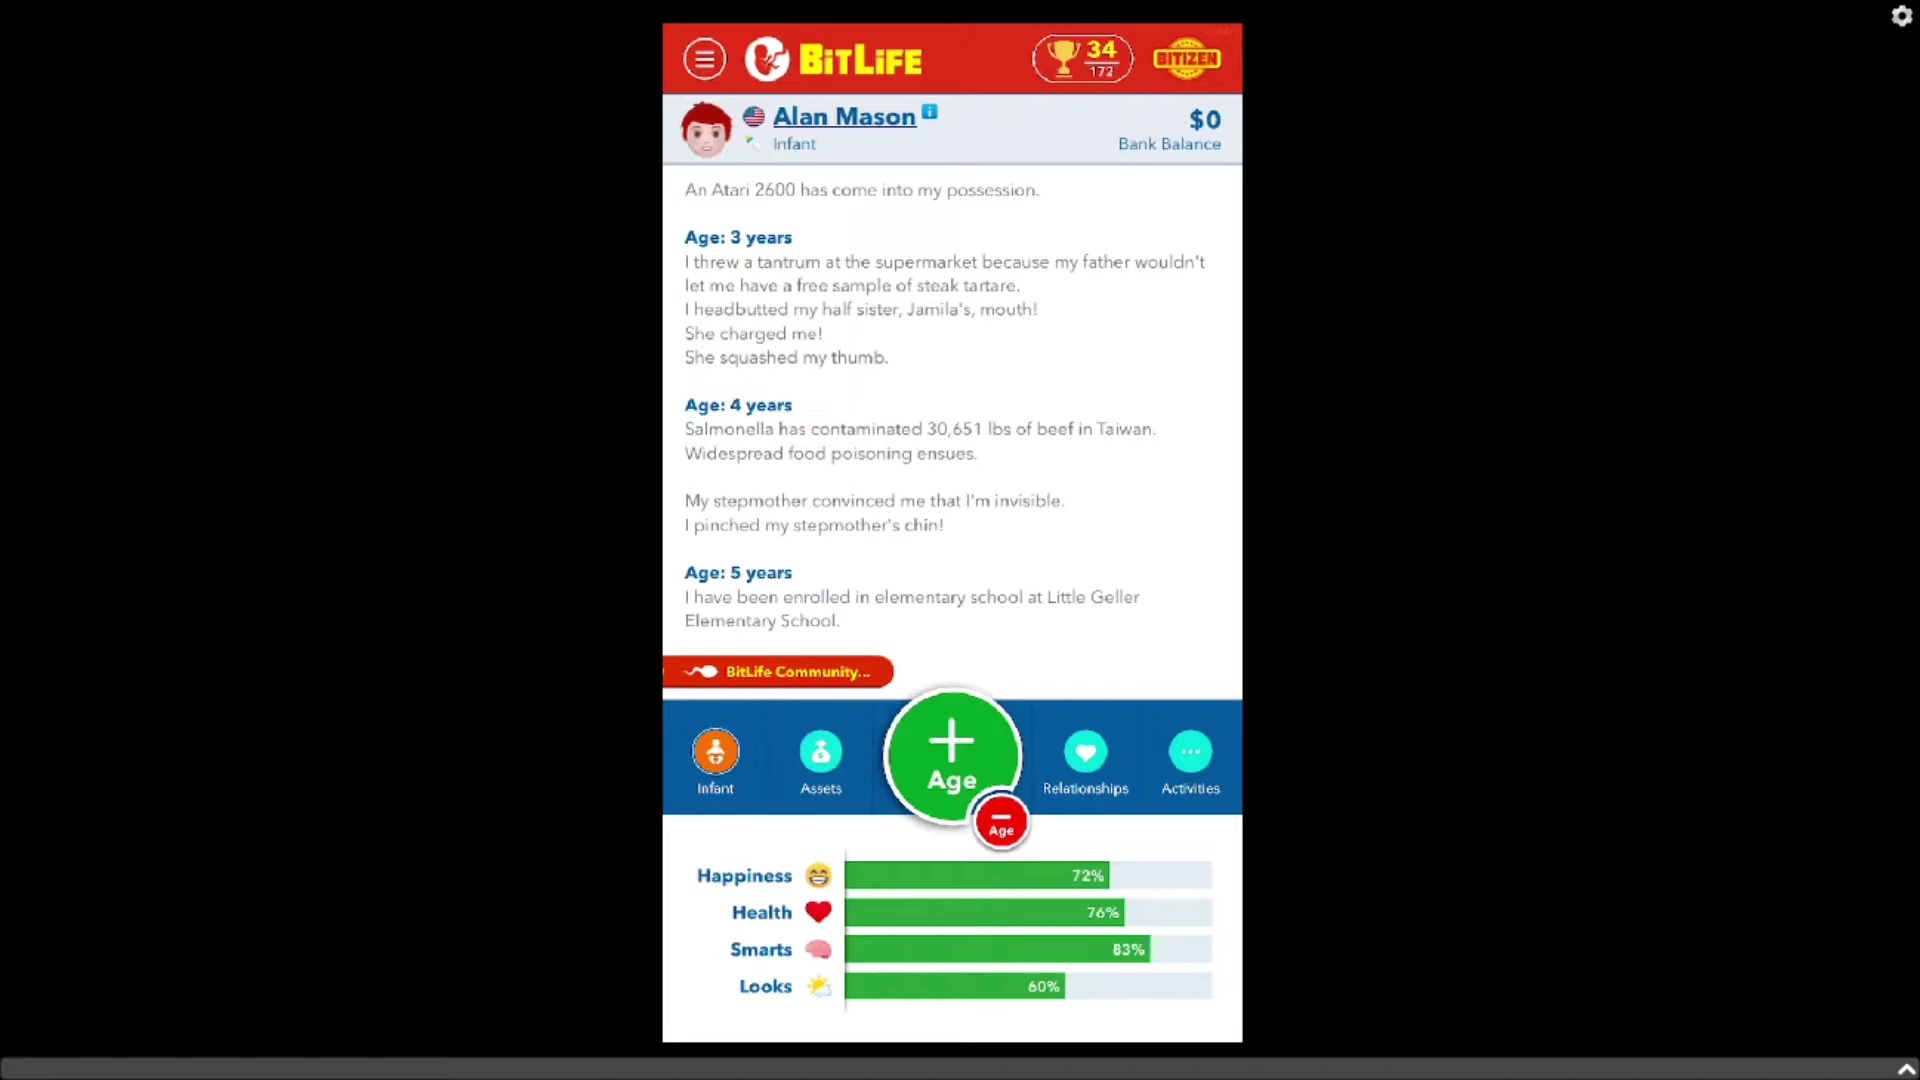 BITLIFE
34
172
BITIZEN
Alan Mason
i
$0
Infant
Bank Balance
An Atari 2600 has come into my possession.
Age: 3 years
I threw a tantrum at the supermarket because my father wouldn't
let me have a free sample of steak tartare.
I headbutted my half sister, Jamila's, mouth!
She charged me!
She squashed my thumb.
Age: 4 years
Salmonella has contaminated 30,651 lbs of beef in Taiwan.
Widespread food poisoning ensues.
My stepmother convinced me that I'm invisible.
I pinched my stepmother's chin!
Age: 5 years
I have been enrolled in elementary school at Little Geller
Elementary School.
BitLife Community...
Infant
Assets
Age
Relationships
Activities
Age
Happiness 72%
Health 76%
Smarts 83%
Looks 60%